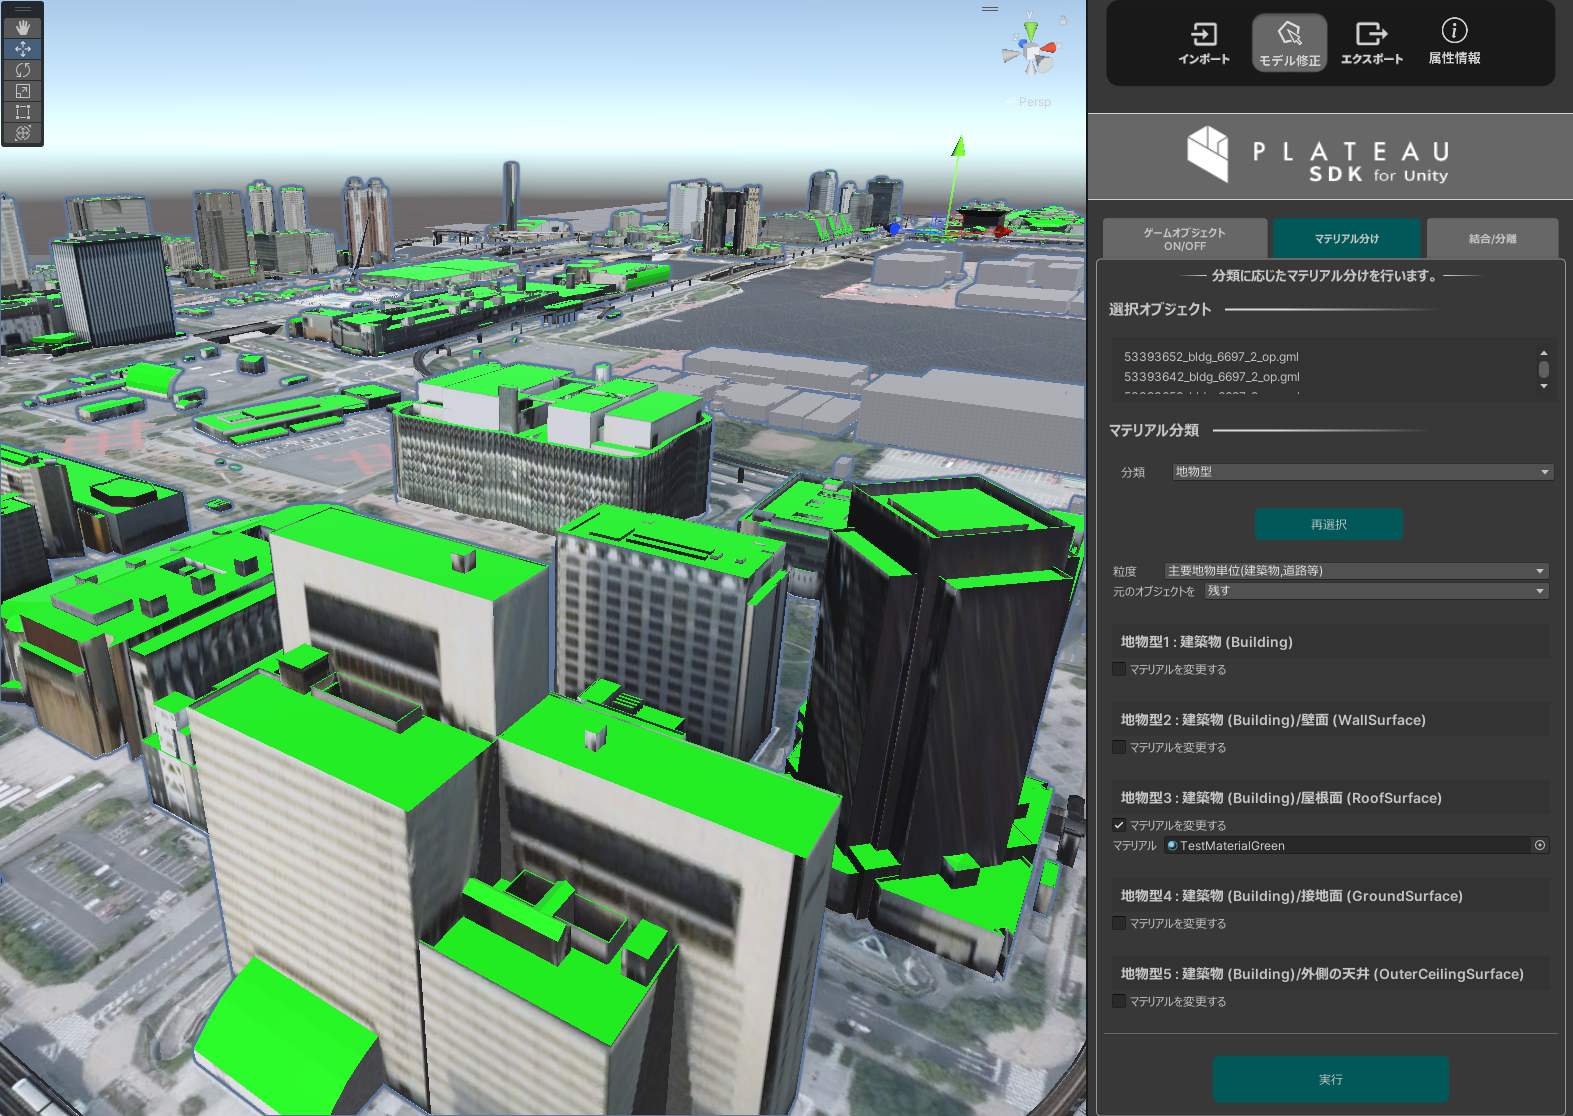 Persp
インポート
モデル修正
エクスポート
属性情報
PLATEAU
SDK for Unity
ゲームオブジェクト
ON/OFF
マテリアル分け
結合/分離
分類に応じたマテリアル分けを行います。
選択オブジェクト
53393652_bldg_6697_2_op.gml
53393642_bldg_6697_2_op.gml
マテリアル分類
分類 地物型
再選択
粒度 主要地物単位(建築物,道路等)
元のオブジェクトを 残す
地物型1 : 建築物 (Building)
マテリアルを変更する
地物型2 : 建築物 (Building)/壁面 (WallSurface)
マテリアルを変更する
地物型3 : 建築物 (Building)/屋根面 (RoofSurface)
マテリアルを変更する
マテリアル TestMaterialGreen
地物型4 : 建築物 (Building)/接地面 (GroundSurface)
マテリアルを変更する
地物型5 : 建築物 (Building)/外側の天井 (OuterCeilingSurface)
マテリアルを変更する
実行